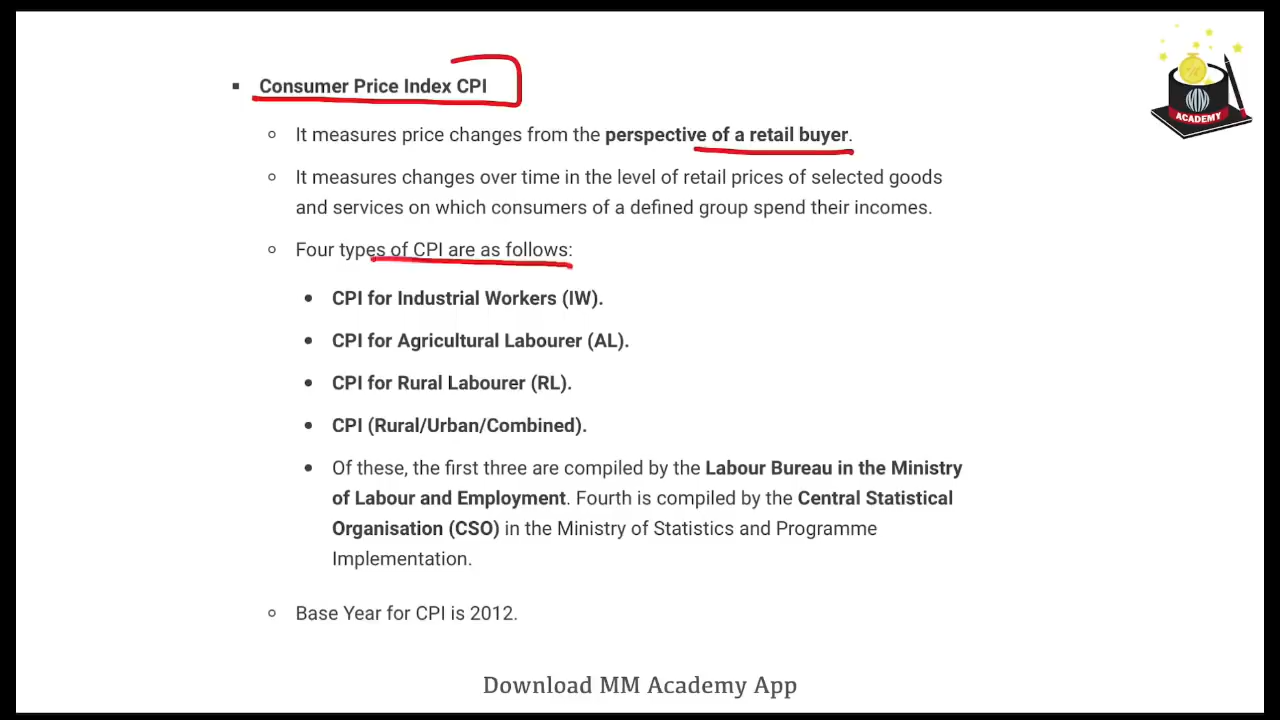 Consumer Price Index CPI
It measures price changes from the perspective of a retail buyer.
It measures changes over time in the level of retail prices of selected goods
and services on which consumers of a defined group spend their incomes.
Four types of CPI are as follows:
CPI for Industrial Workers (IW).
CPI for Agricultural Labourer (AL).
CPI for Rural Labourer (RL).
CPI (Rural/Urban/Combined).
Of these, the first three are compiled by the Labour Bureau in the Ministry
of Labour and Employment. Fourth is compiled by the Central Statistical
Organisation (CSO) in the Ministry of Statistics and Programme
Implementation.
Base Year for CPI is 2012.
Download MM Academy App
ACADEMY